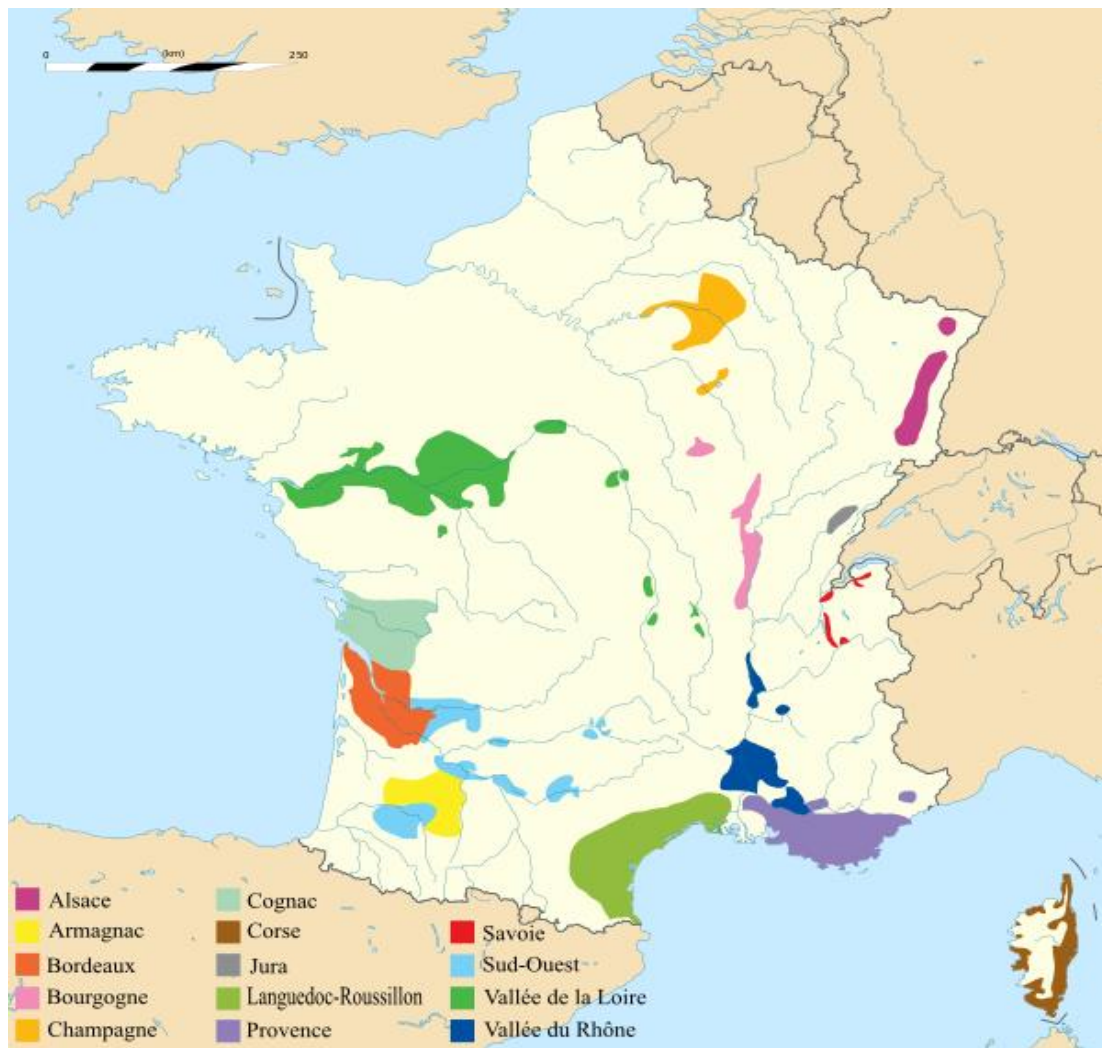 0 (km) 250
Alsace
Armagnac
Bordeaux
Bourgogne
Champagne
Cognac
Corse
Jura
Languedoc-Roussillon
Provence
Savoie
Sud-Ouest
Vallée de la Loire
Vallée du Rhône